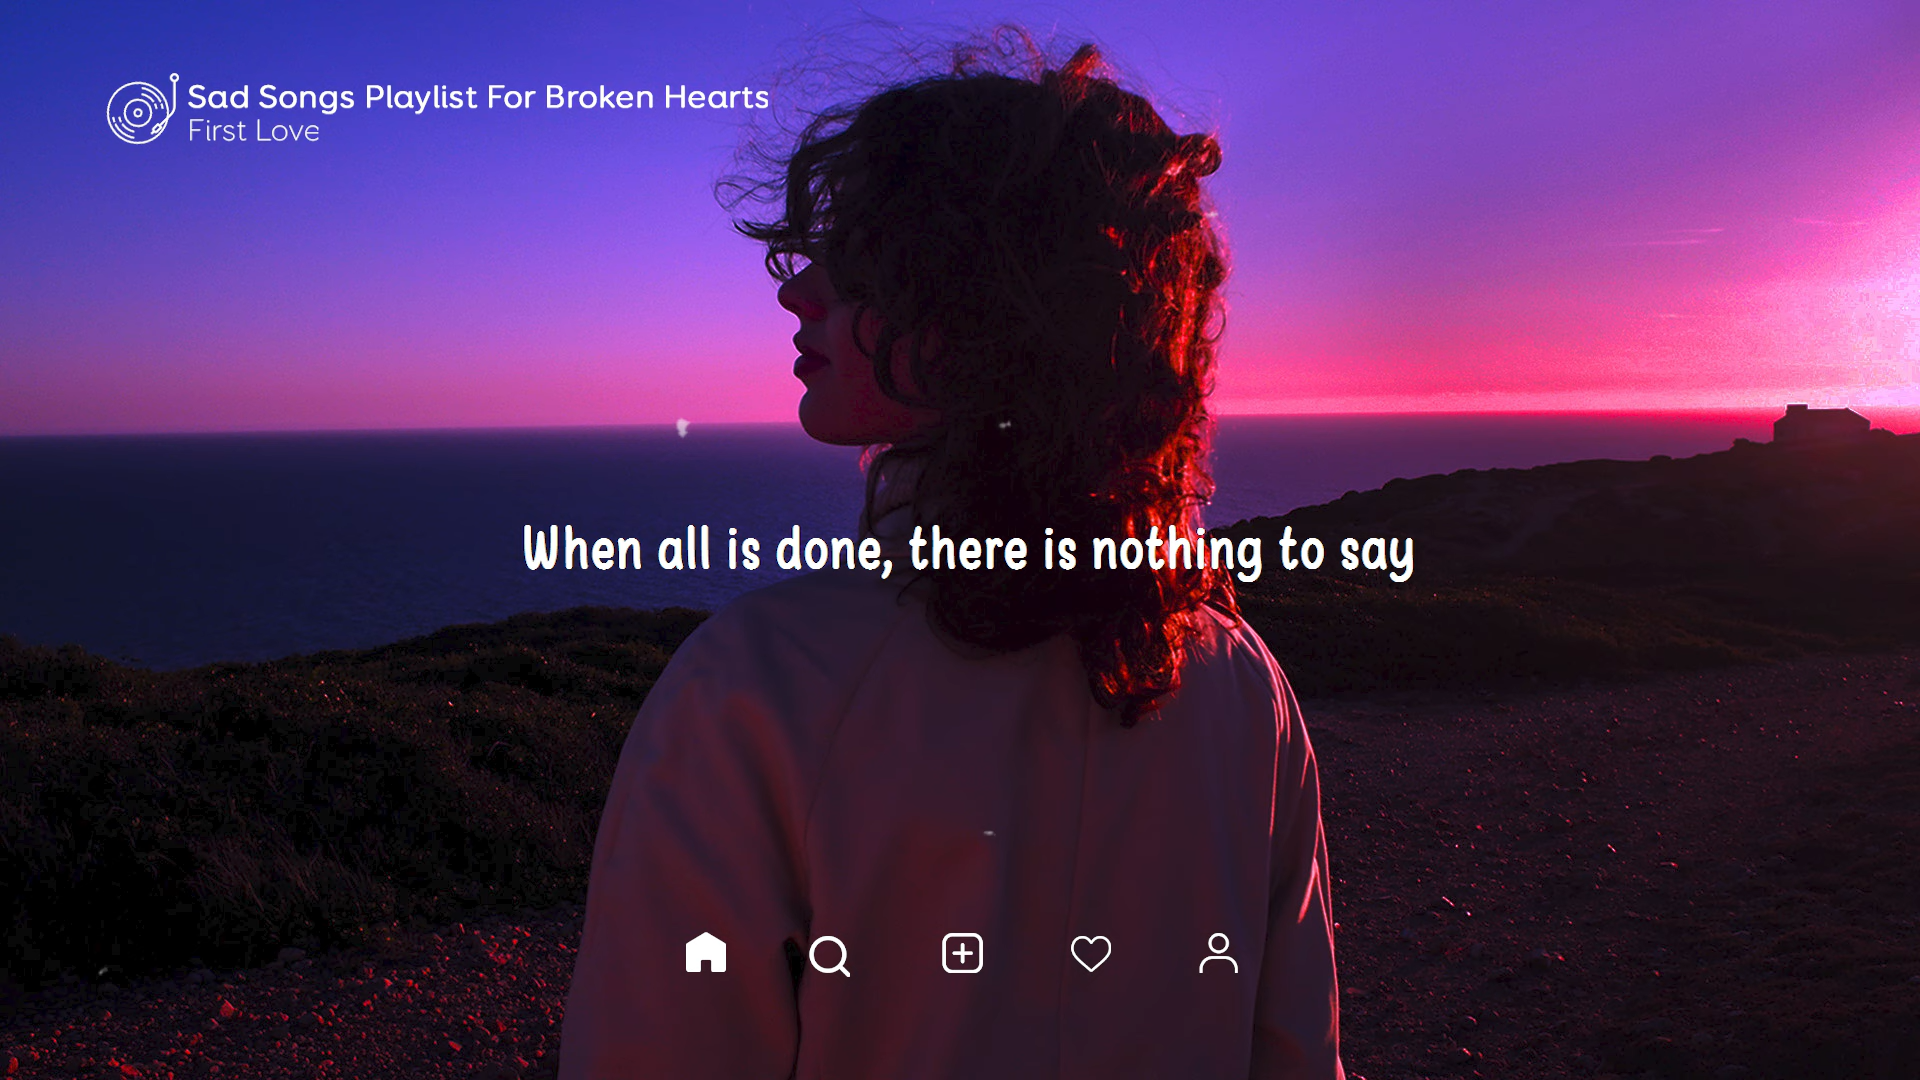 Sad Songs Playlist For Broken Hearts
First Love
When all is done, there is nothing to say